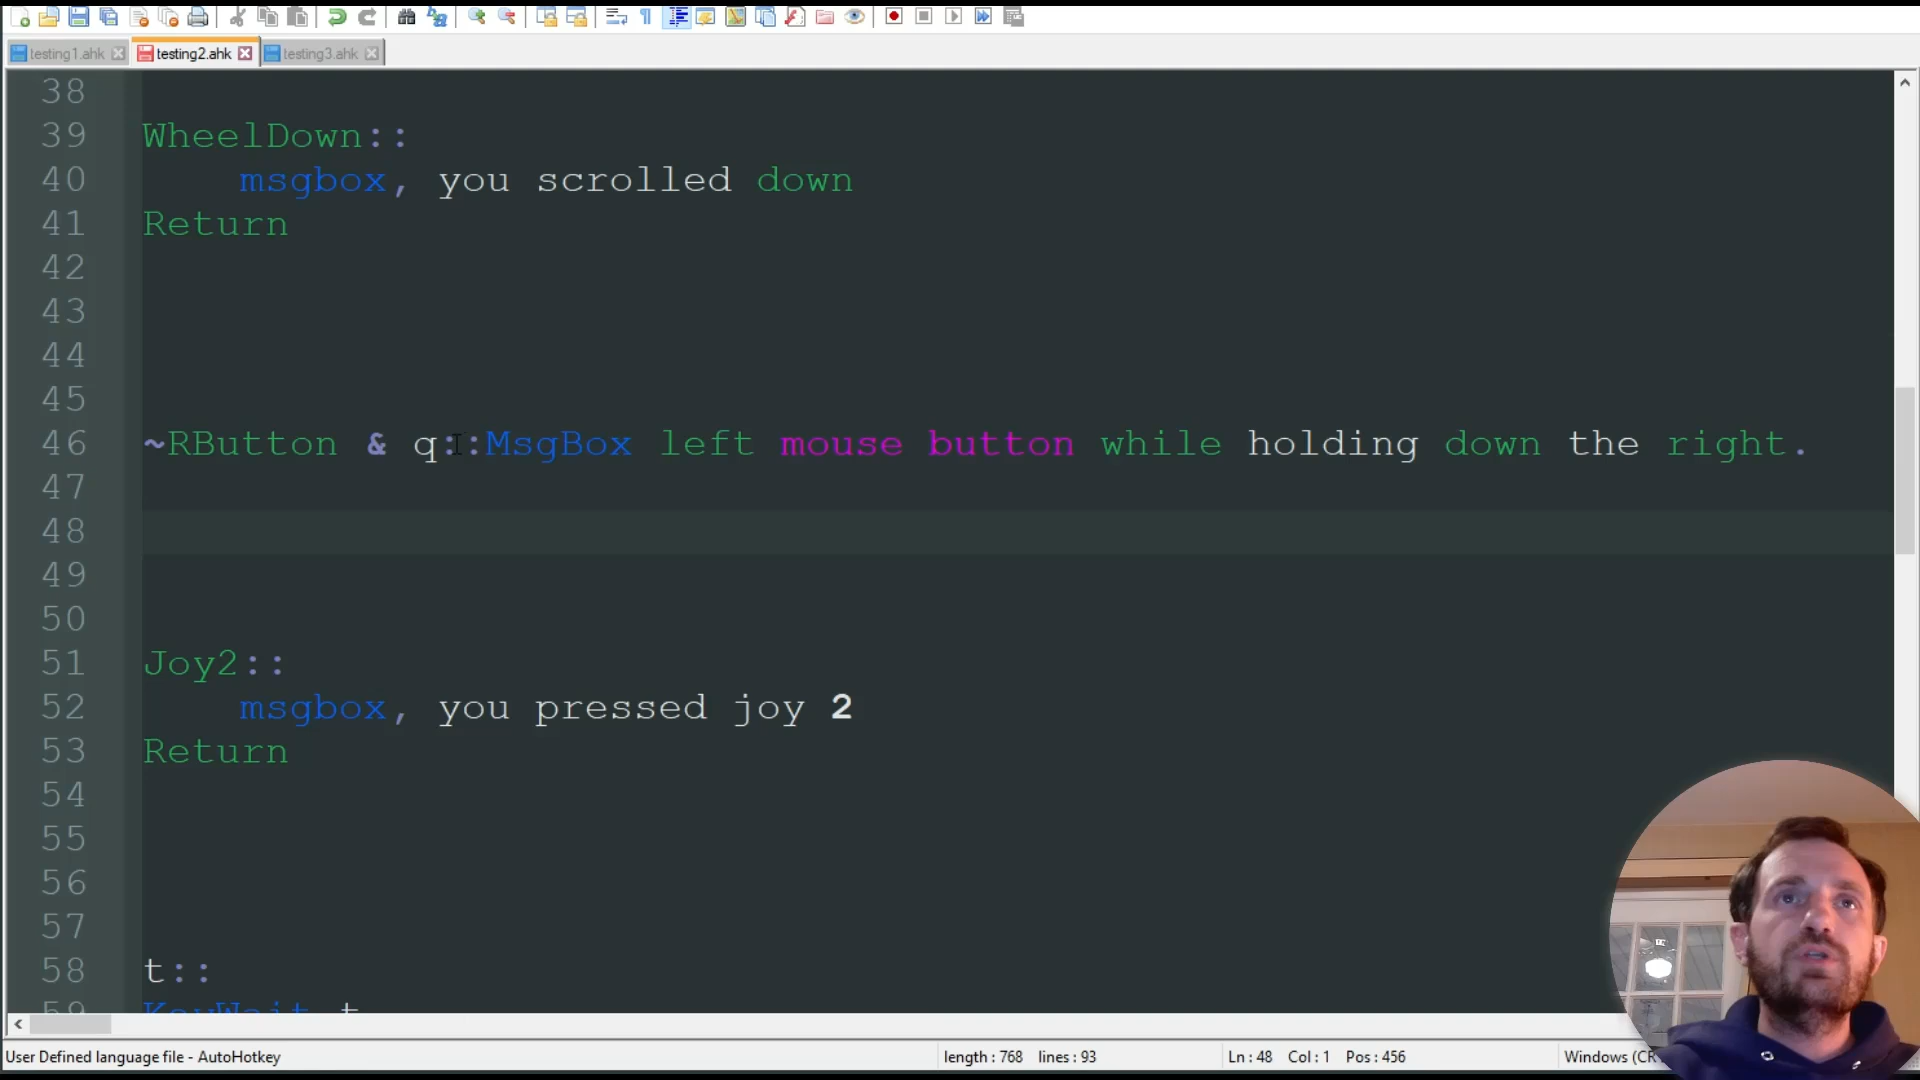 testing1.ahk testing2.ahk testing3.ahk
38
39 WheelDown::
40 msgbox, you scrolled down
41 Return
42
43
44
45
46 ~RButton & q::MsgBox left mouse button while holding down the right.
47
48
49
50
51 Joy2::
52 msgbox, you pressed joy 2
53 Return
54
55
56
57
58 t::
59 KeyWait t
User Defined language file - AutoHotkey length : 768 lines : 93 Ln : 48 Col : 1 Pos : 456 Windows (CR